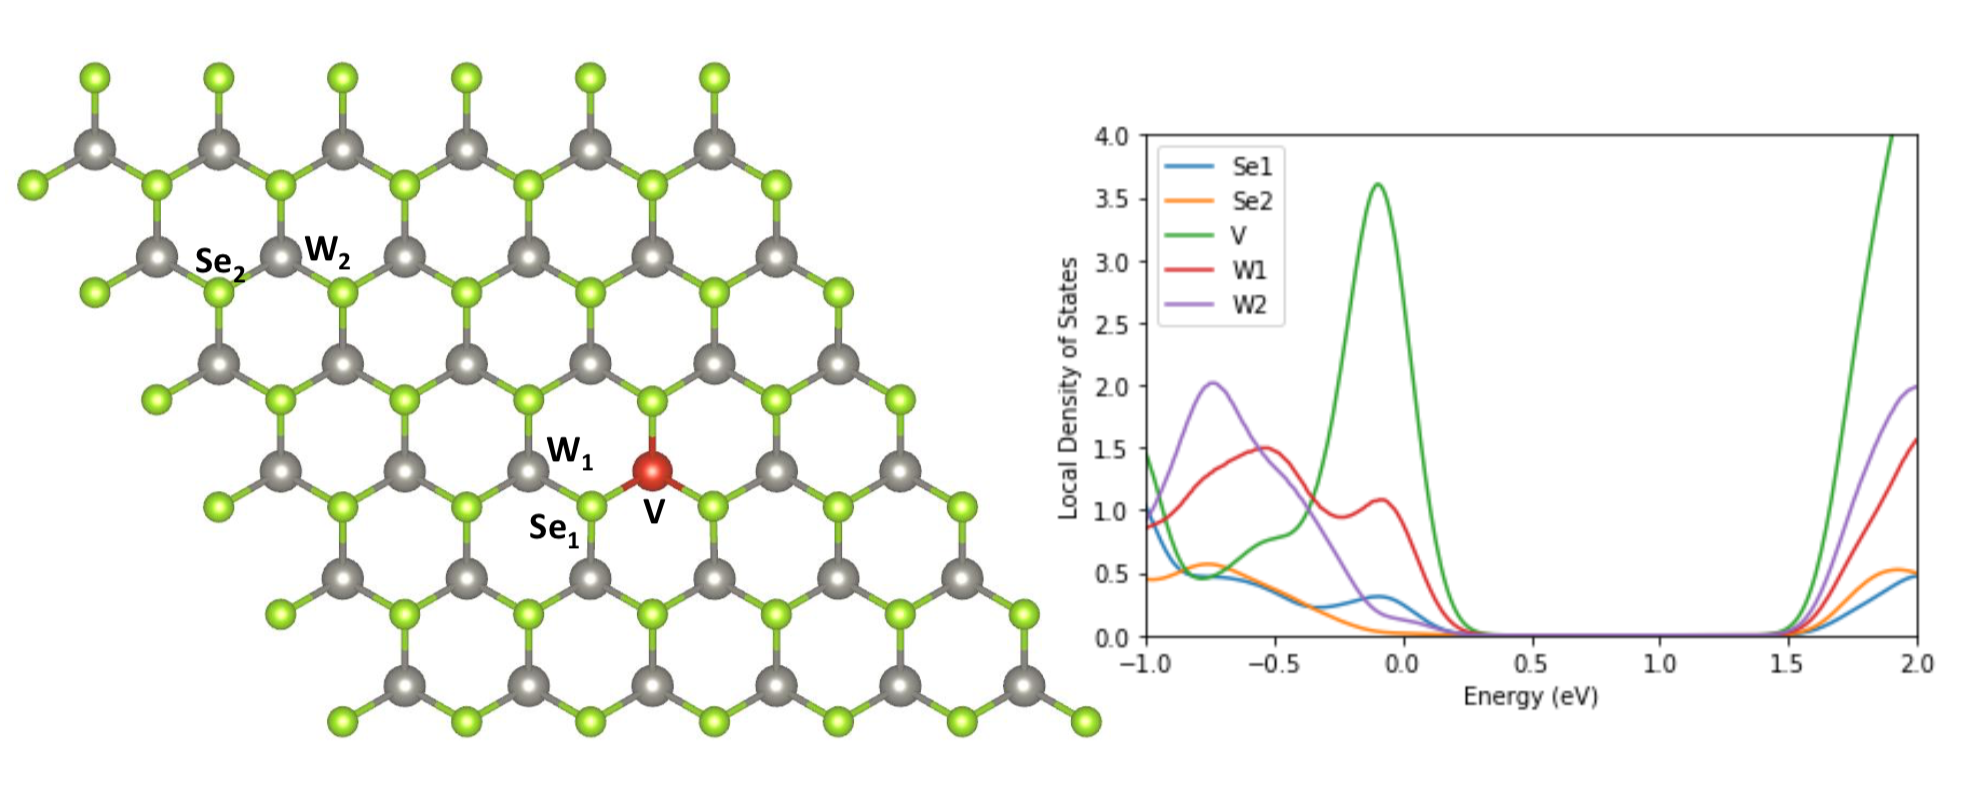 Se₂
W₂
W₁
V
Se₁
Local Density of States
4.0
3.5
3.0
2.5
2.0
1.5
1.0
0.5
0.0
Se1
Se2
V
W1
W2
−1.0 −0.5 0.0 0.5 1.0 1.5 2.0
Energy (eV)